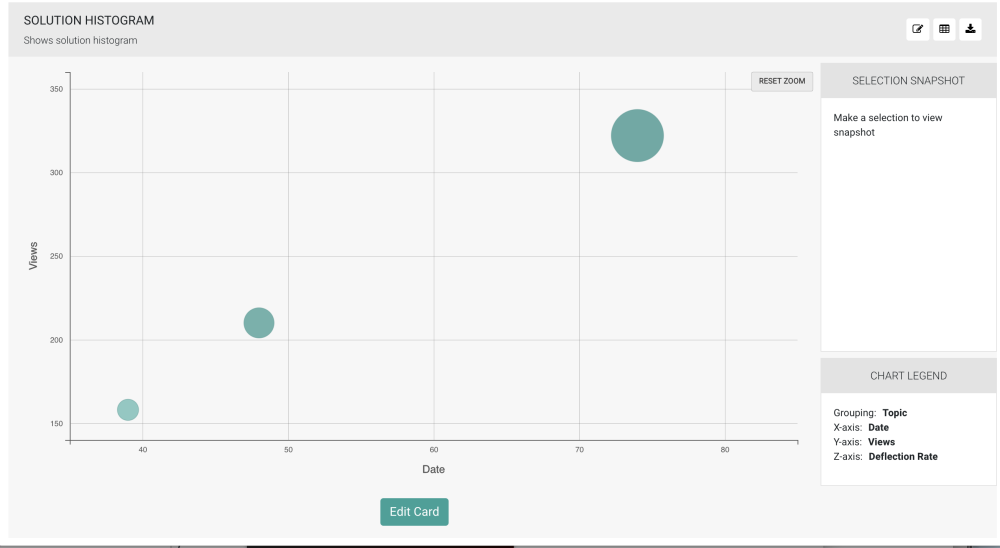 SOLUTION HISTOGRAM
Shows solution histogram
RESET ZOOM
350
300
250
200
150
Views
40 50 60 70 80
Date
Edit Card
SELECTION SNAPSHOT
Make a selection to view
snapshot
CHART LEGEND
Grouping: Topic
X-axis: Date
Y-axis: Views
Z-axis: Deflection Rate